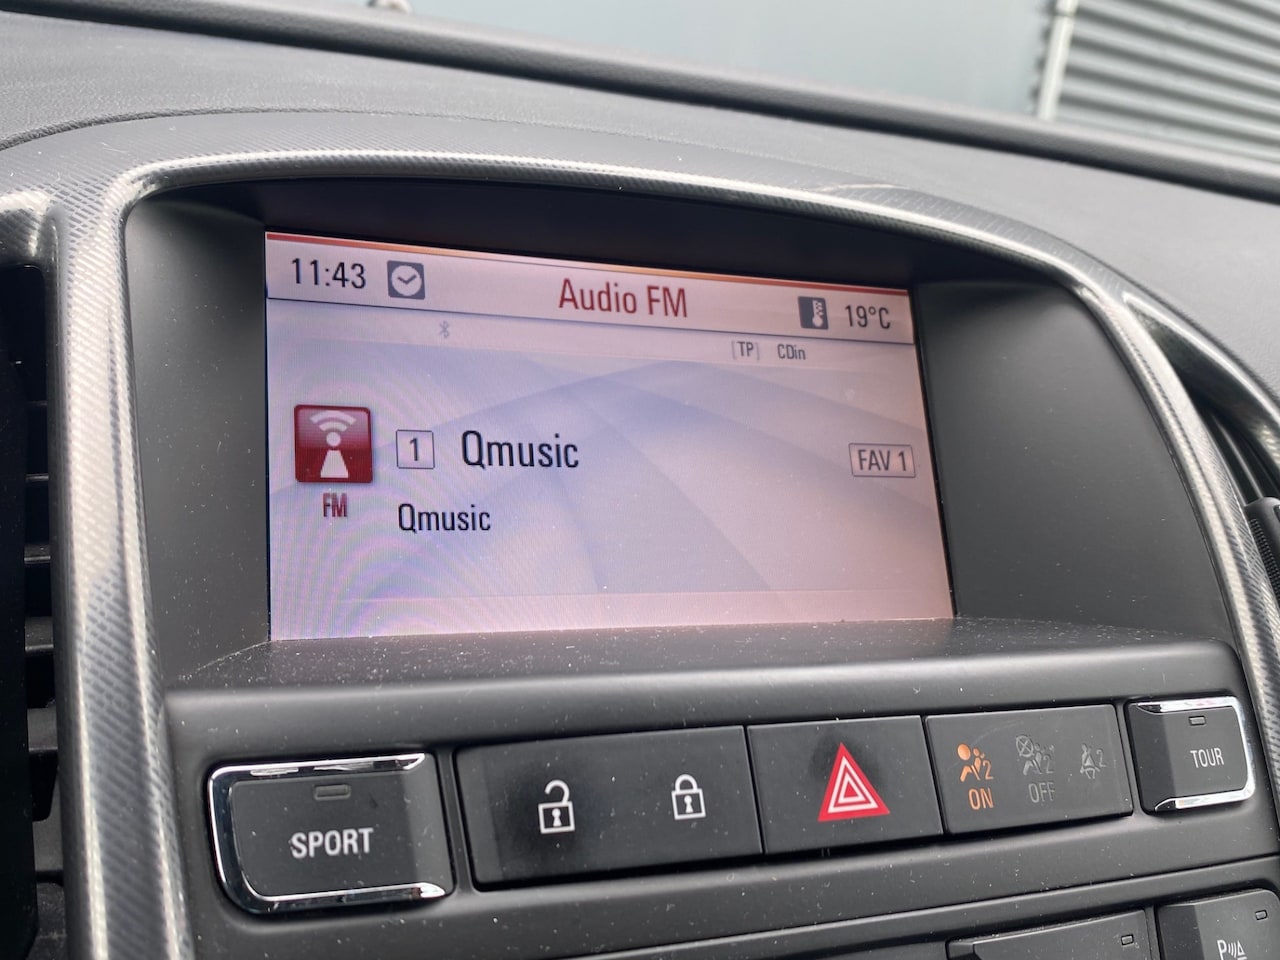 11:43 Audio FM 19°C
[TP] CDin
1 Qmusic FAV 1
FM
Qmusic
SPORT
2 ON
2 OFF
2
TOUR
P